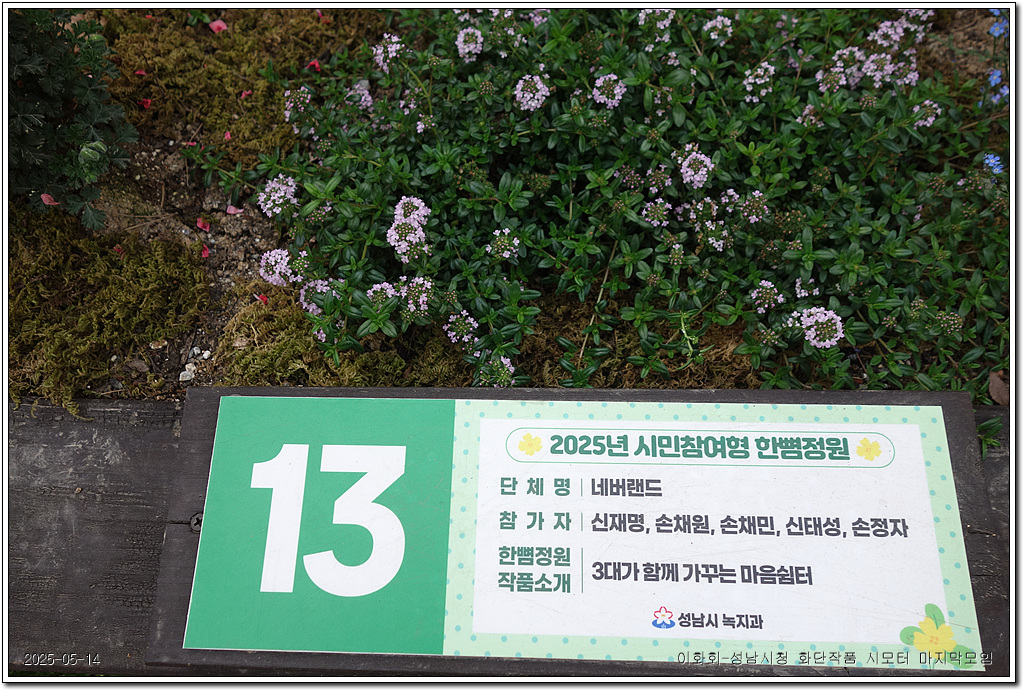 13
2025년 시민참여형 한뼘정원
단체명 네버랜드
참가자 신재명, 손채원, 손채민, 신태성, 손정자
한뼘정원
작품소개 3대가 함께 가꾸는 마음쉼터
성남시 녹지과
2025-05-14
이화회-성남시청 화단작품 시모터 마지막모임